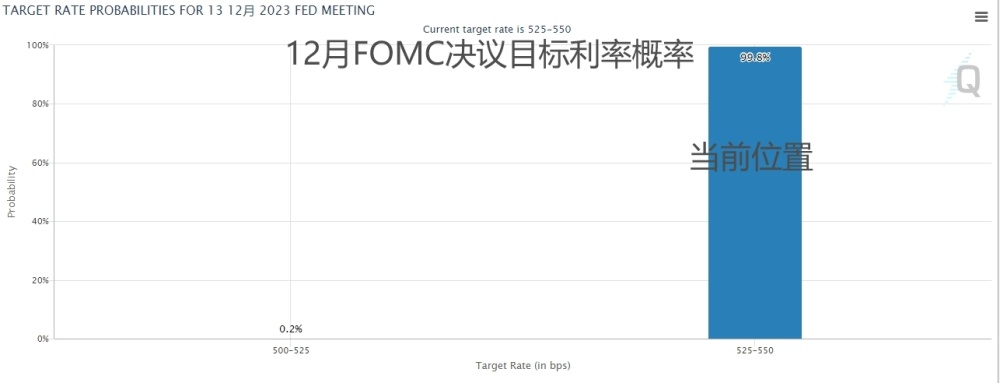 TARGET RATE PROBABILITIES FOR 13 12月 2023 FED MEETING
Current target rate is 525-550
12月FOMC决议目标利率概率
100%
99.8%
Q
80%
当前位置
60%
Probability
40%
20%
0.2%
0%
500-525
525-550
Target Rate (in bps)